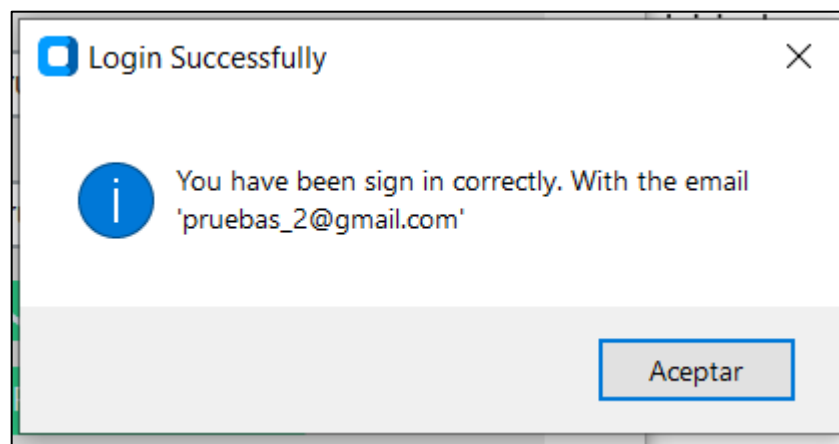 Login Successfully
You have been sign in correctly. With the email
'pruebas_2@gmail.com'
Aceptar